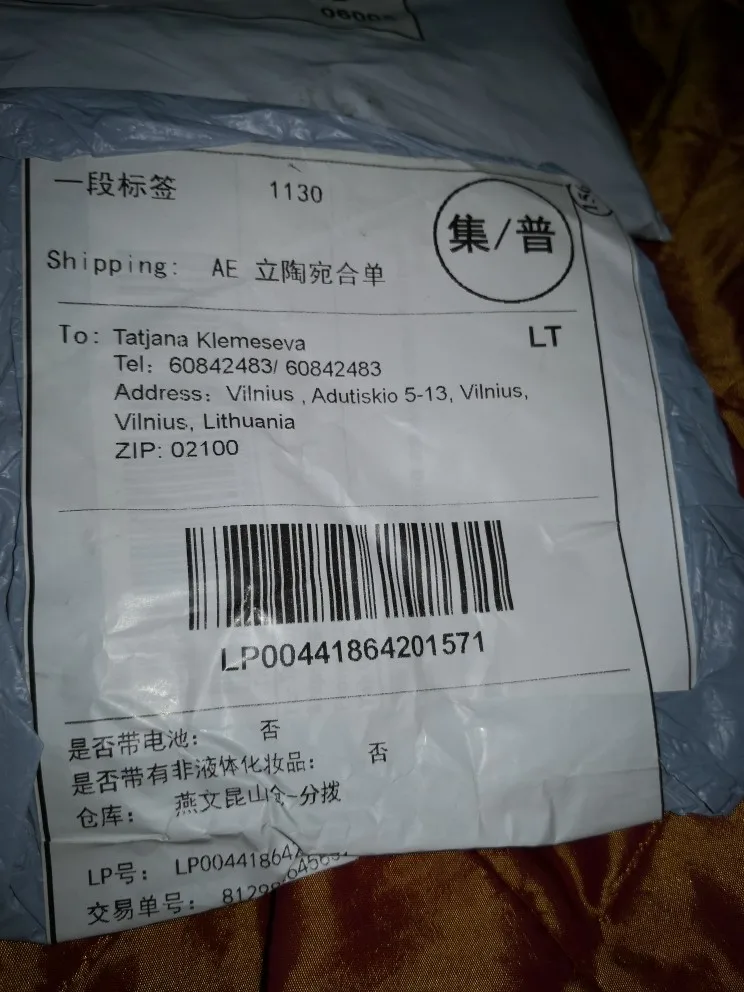 0600
一段标签 1130
集/普
Shipping: AE 立陶宛合单
To: Tatjana Klemeseva
LT
Tel: 60842483/ 60842483
Address: Vilnius , Adutiskio 5-13, Vilnius,
Vilnius, Lithuania
ZIP: 02100
LP00441864201571
是否带电池: 否
是否带有非液体化妆品: 否
仓库: 燕文昆山仓-分拨
LP号: LP004418642
交易单号: 8129